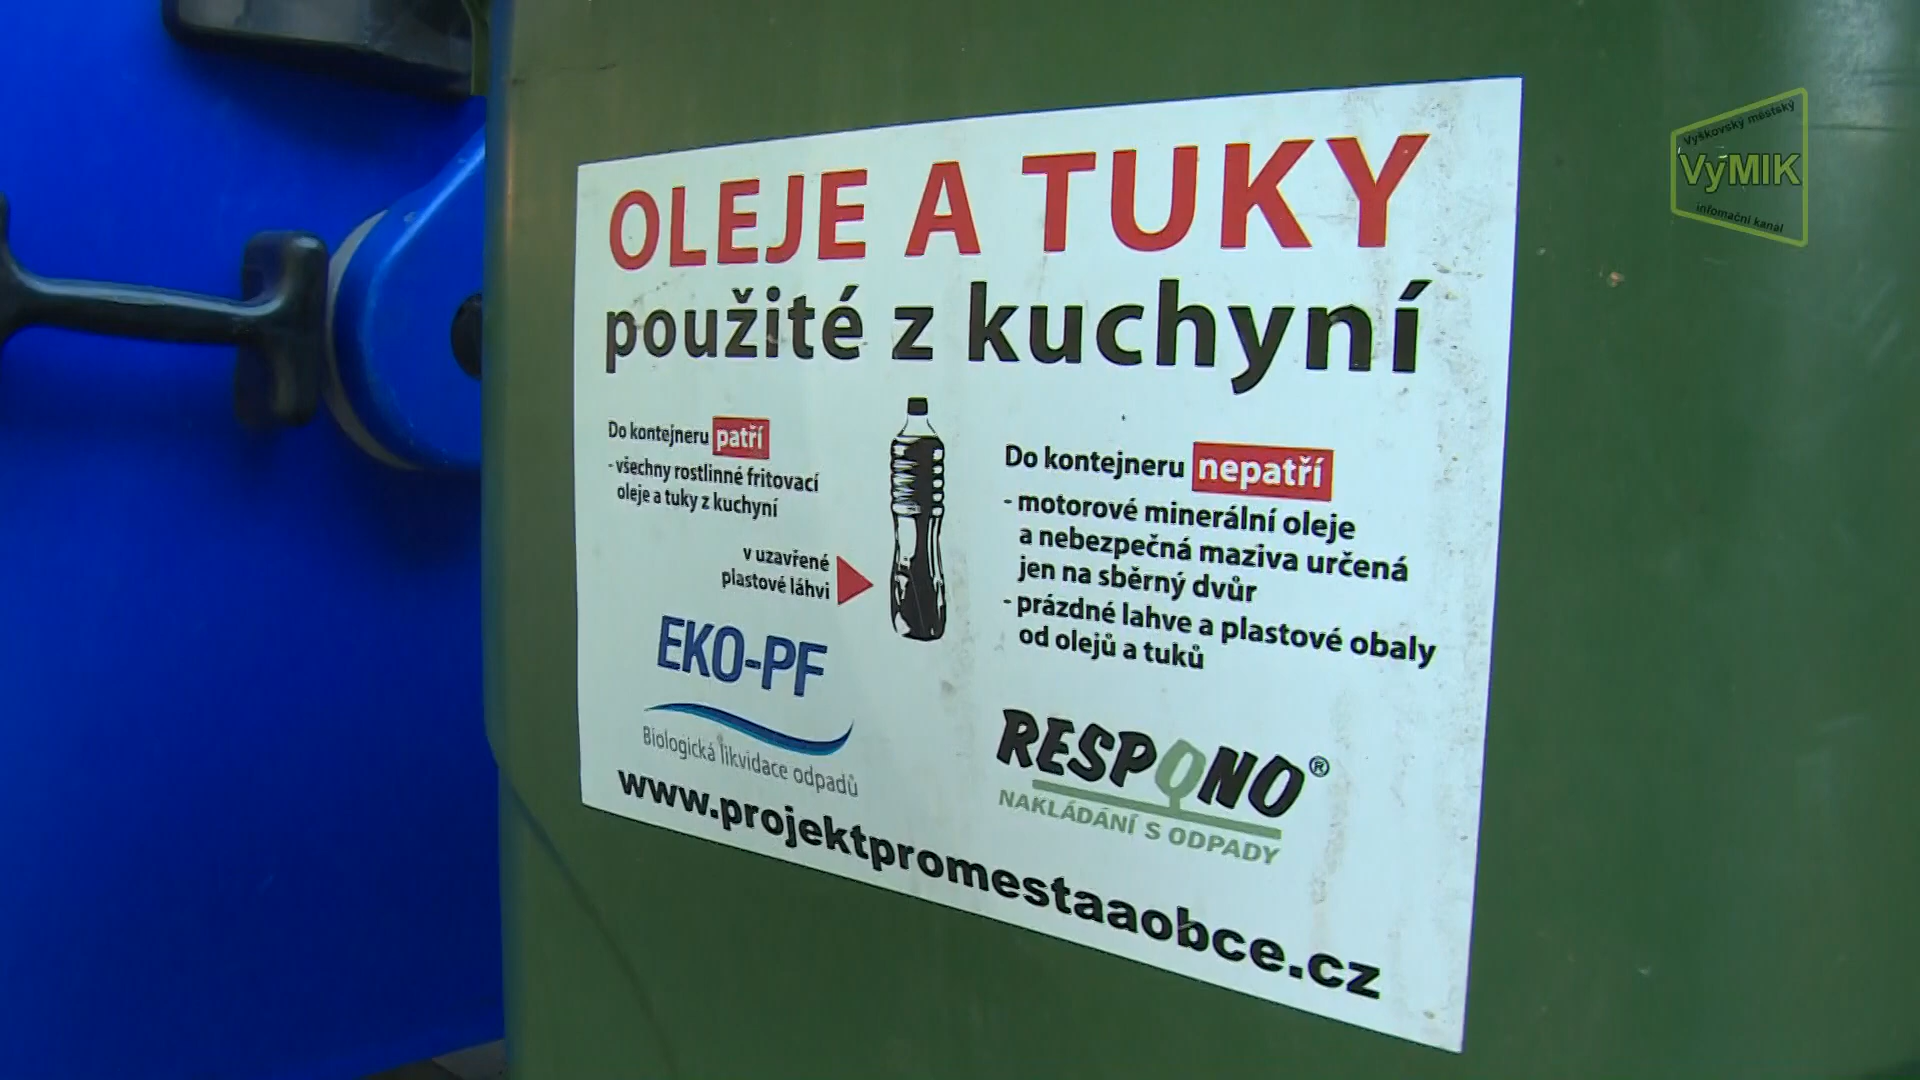 OLEJE A TUKY
použité z kuchyní
Do kontejneru patří
- všechny rostlinné fritovací
oleje a tuky z kuchyní
v uzavřené
plastové láhvi
Do kontejneru nepatří
- motorové minerální oleje
a nebezpečná maziva určená
jen na sběrný dvůr
- prázdné lahve a plastové obaly
od olejů a tuků
EKO-PF
Biologická likvidace odpadů
RESPONO®
NAKLÁDÁNÍ S ODPADY
www.projektpromestaaobce.cz
Vyškovský městský
VyMIK
infomační kanál